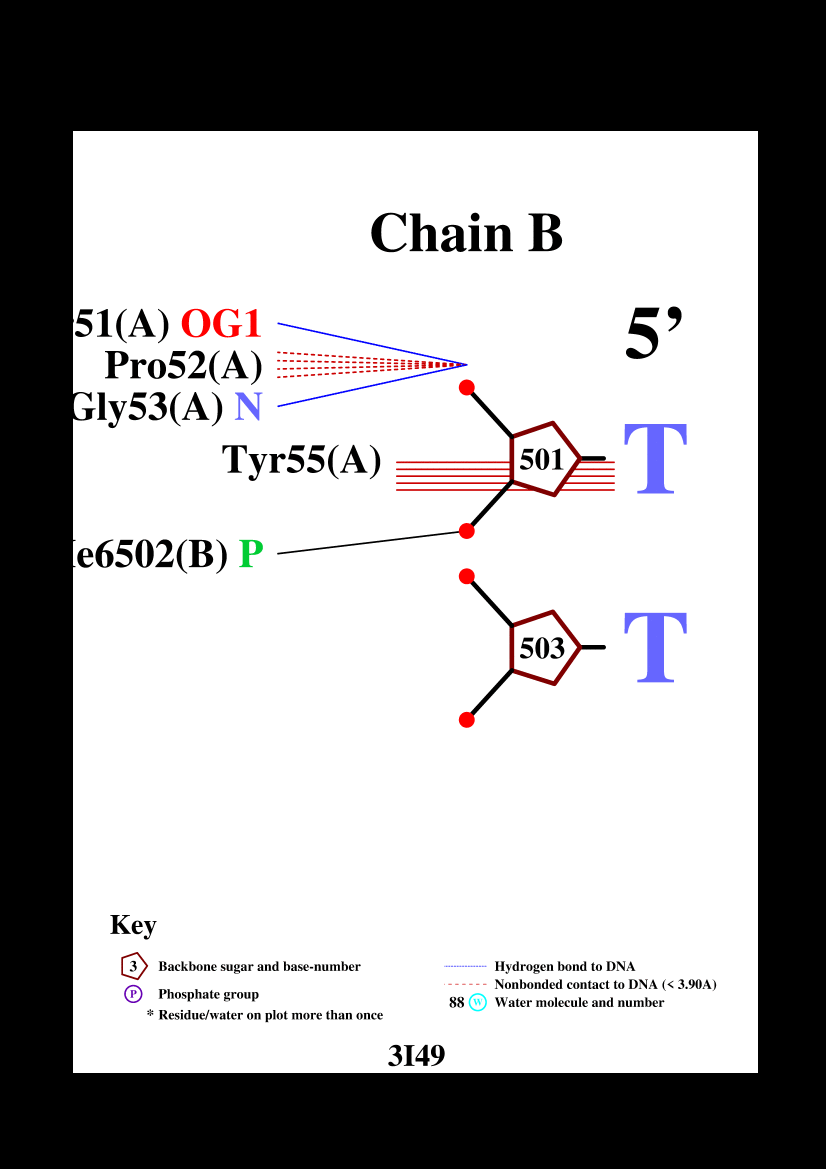 Chain B
51(A) OG1
5’
Pro52(A)
Gly53(A) N
T
Tyr55(A)
501
e6502(B) P
503
T
Key
3 Backbone sugar and base-number
P Phosphate group
* Residue/water on plot more than once
Hydrogen bond to DNA
Nonbonded contact to DNA (< 3.90A)
88 W Water molecule and number
3I49